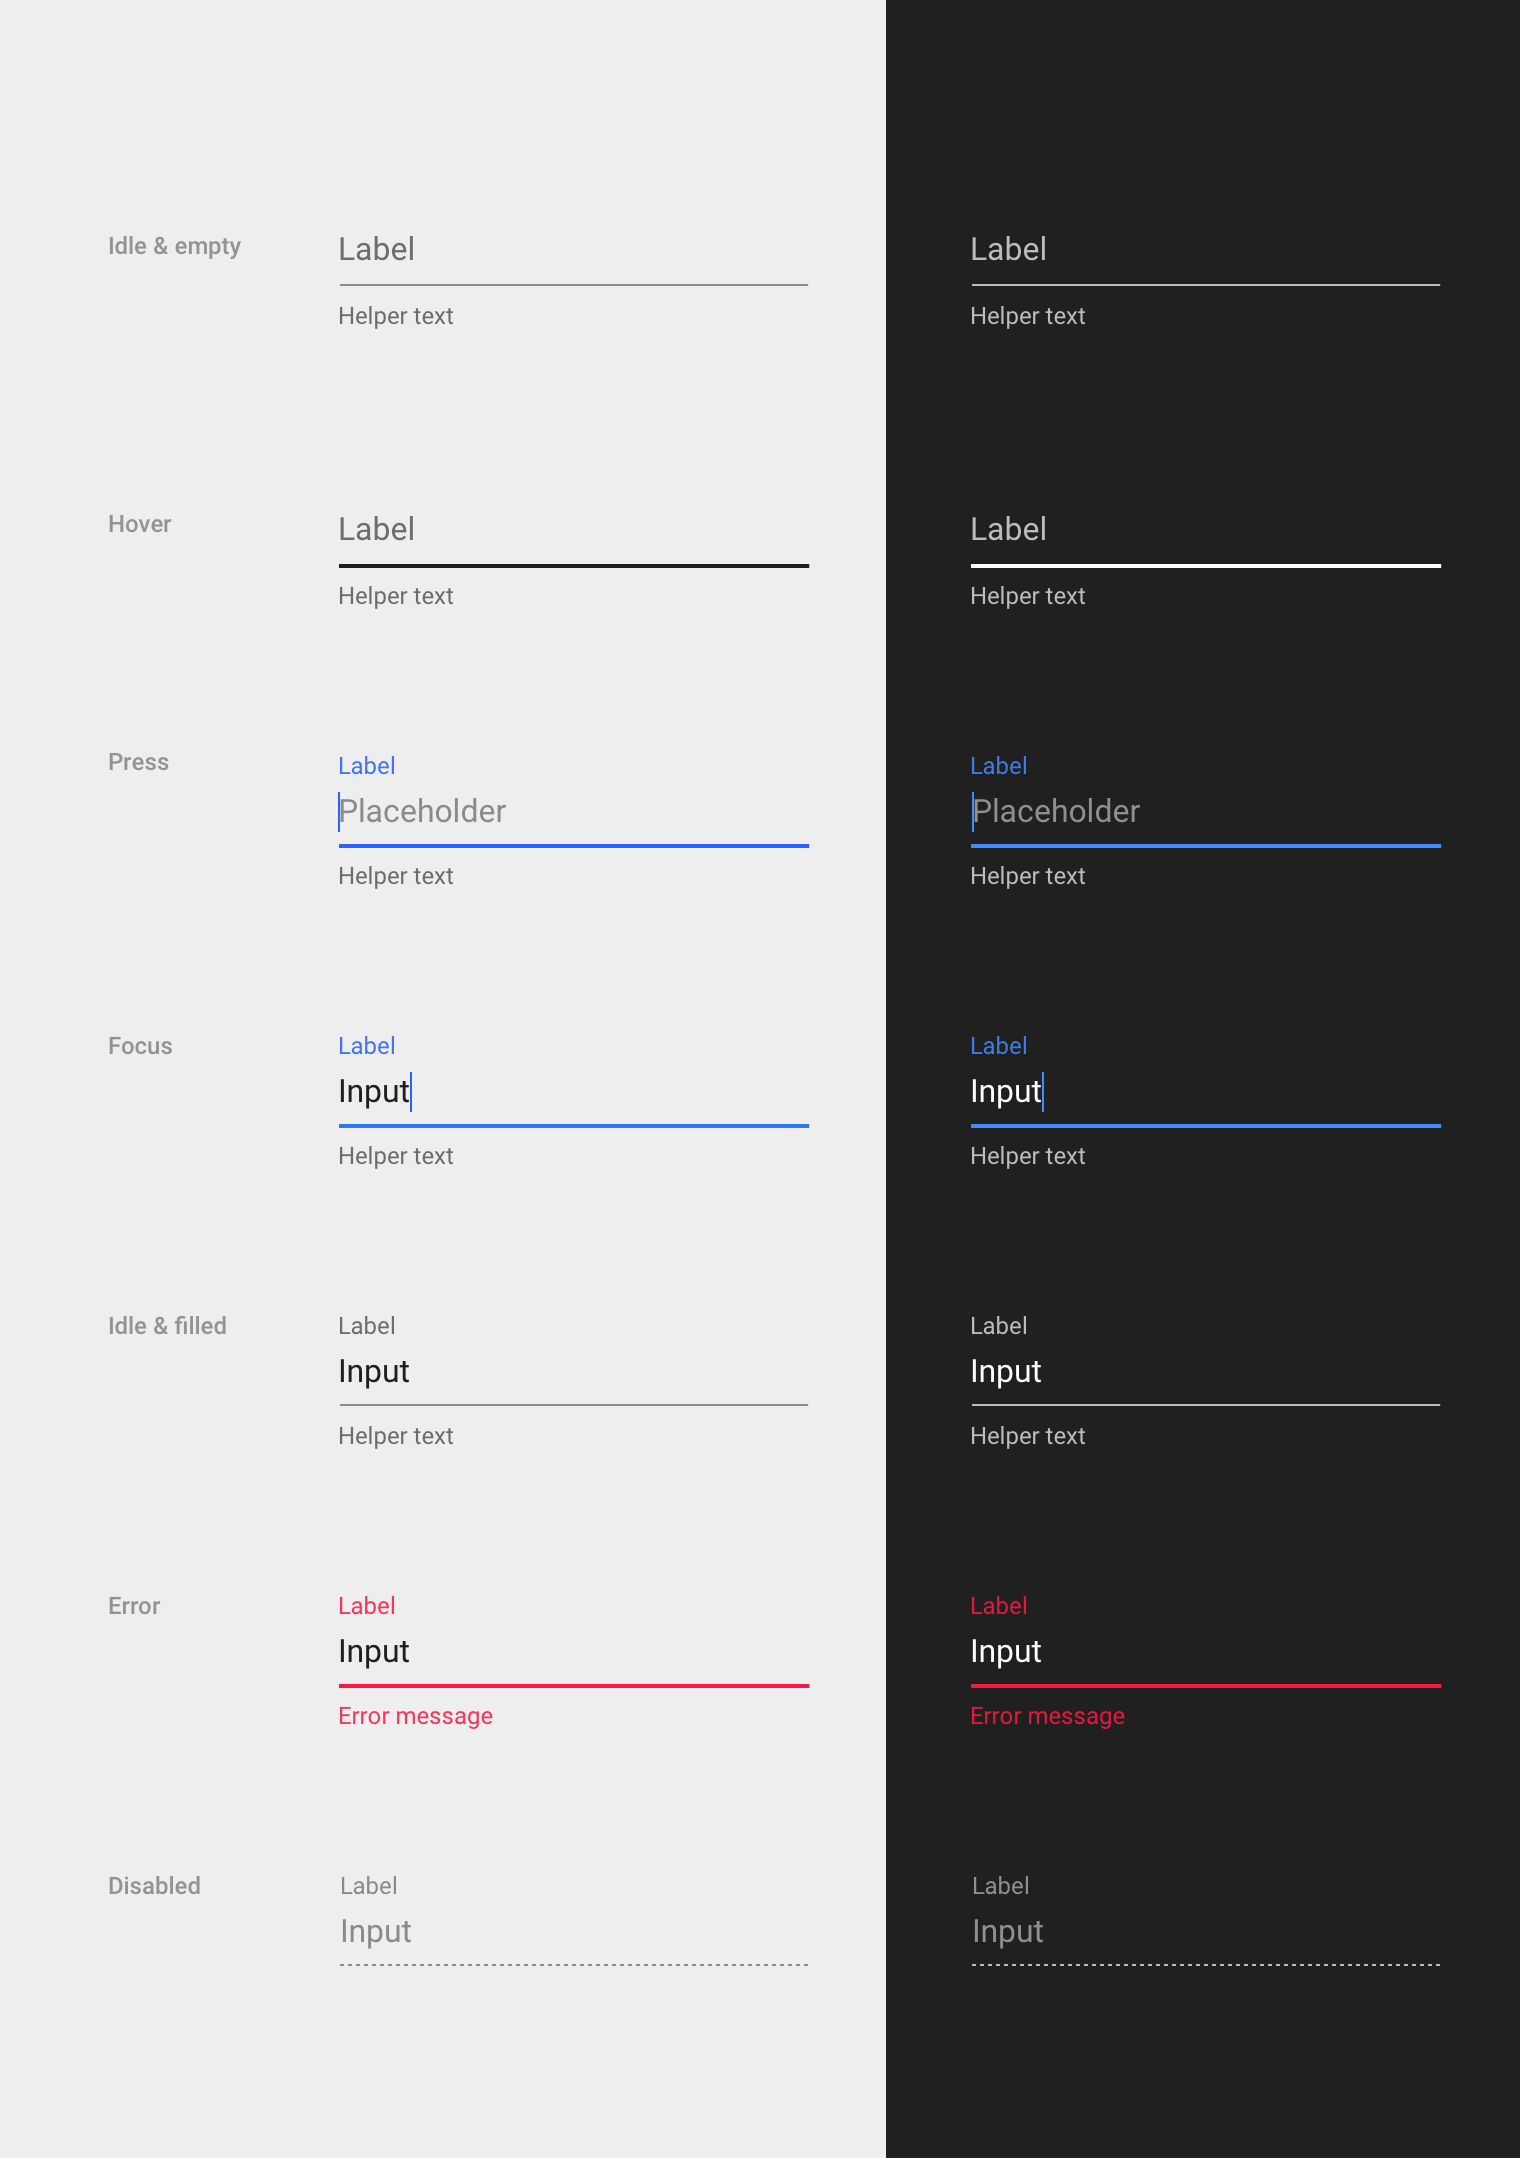 Idle & empty
Label
Label
Helper text
Helper text
Hover
Label
Label
Helper text
Helper text
Press
Label
Label
Placeholder
Placeholder
Helper text
Helper text
Focus
Label
Label
Input
Input
Helper text
Helper text
Idle & filled
Label
Label
Input
Input
Helper text
Helper text
Error
Label
Label
Input
Input
Error message
Error message
Disabled
Label
Label
Input
Input